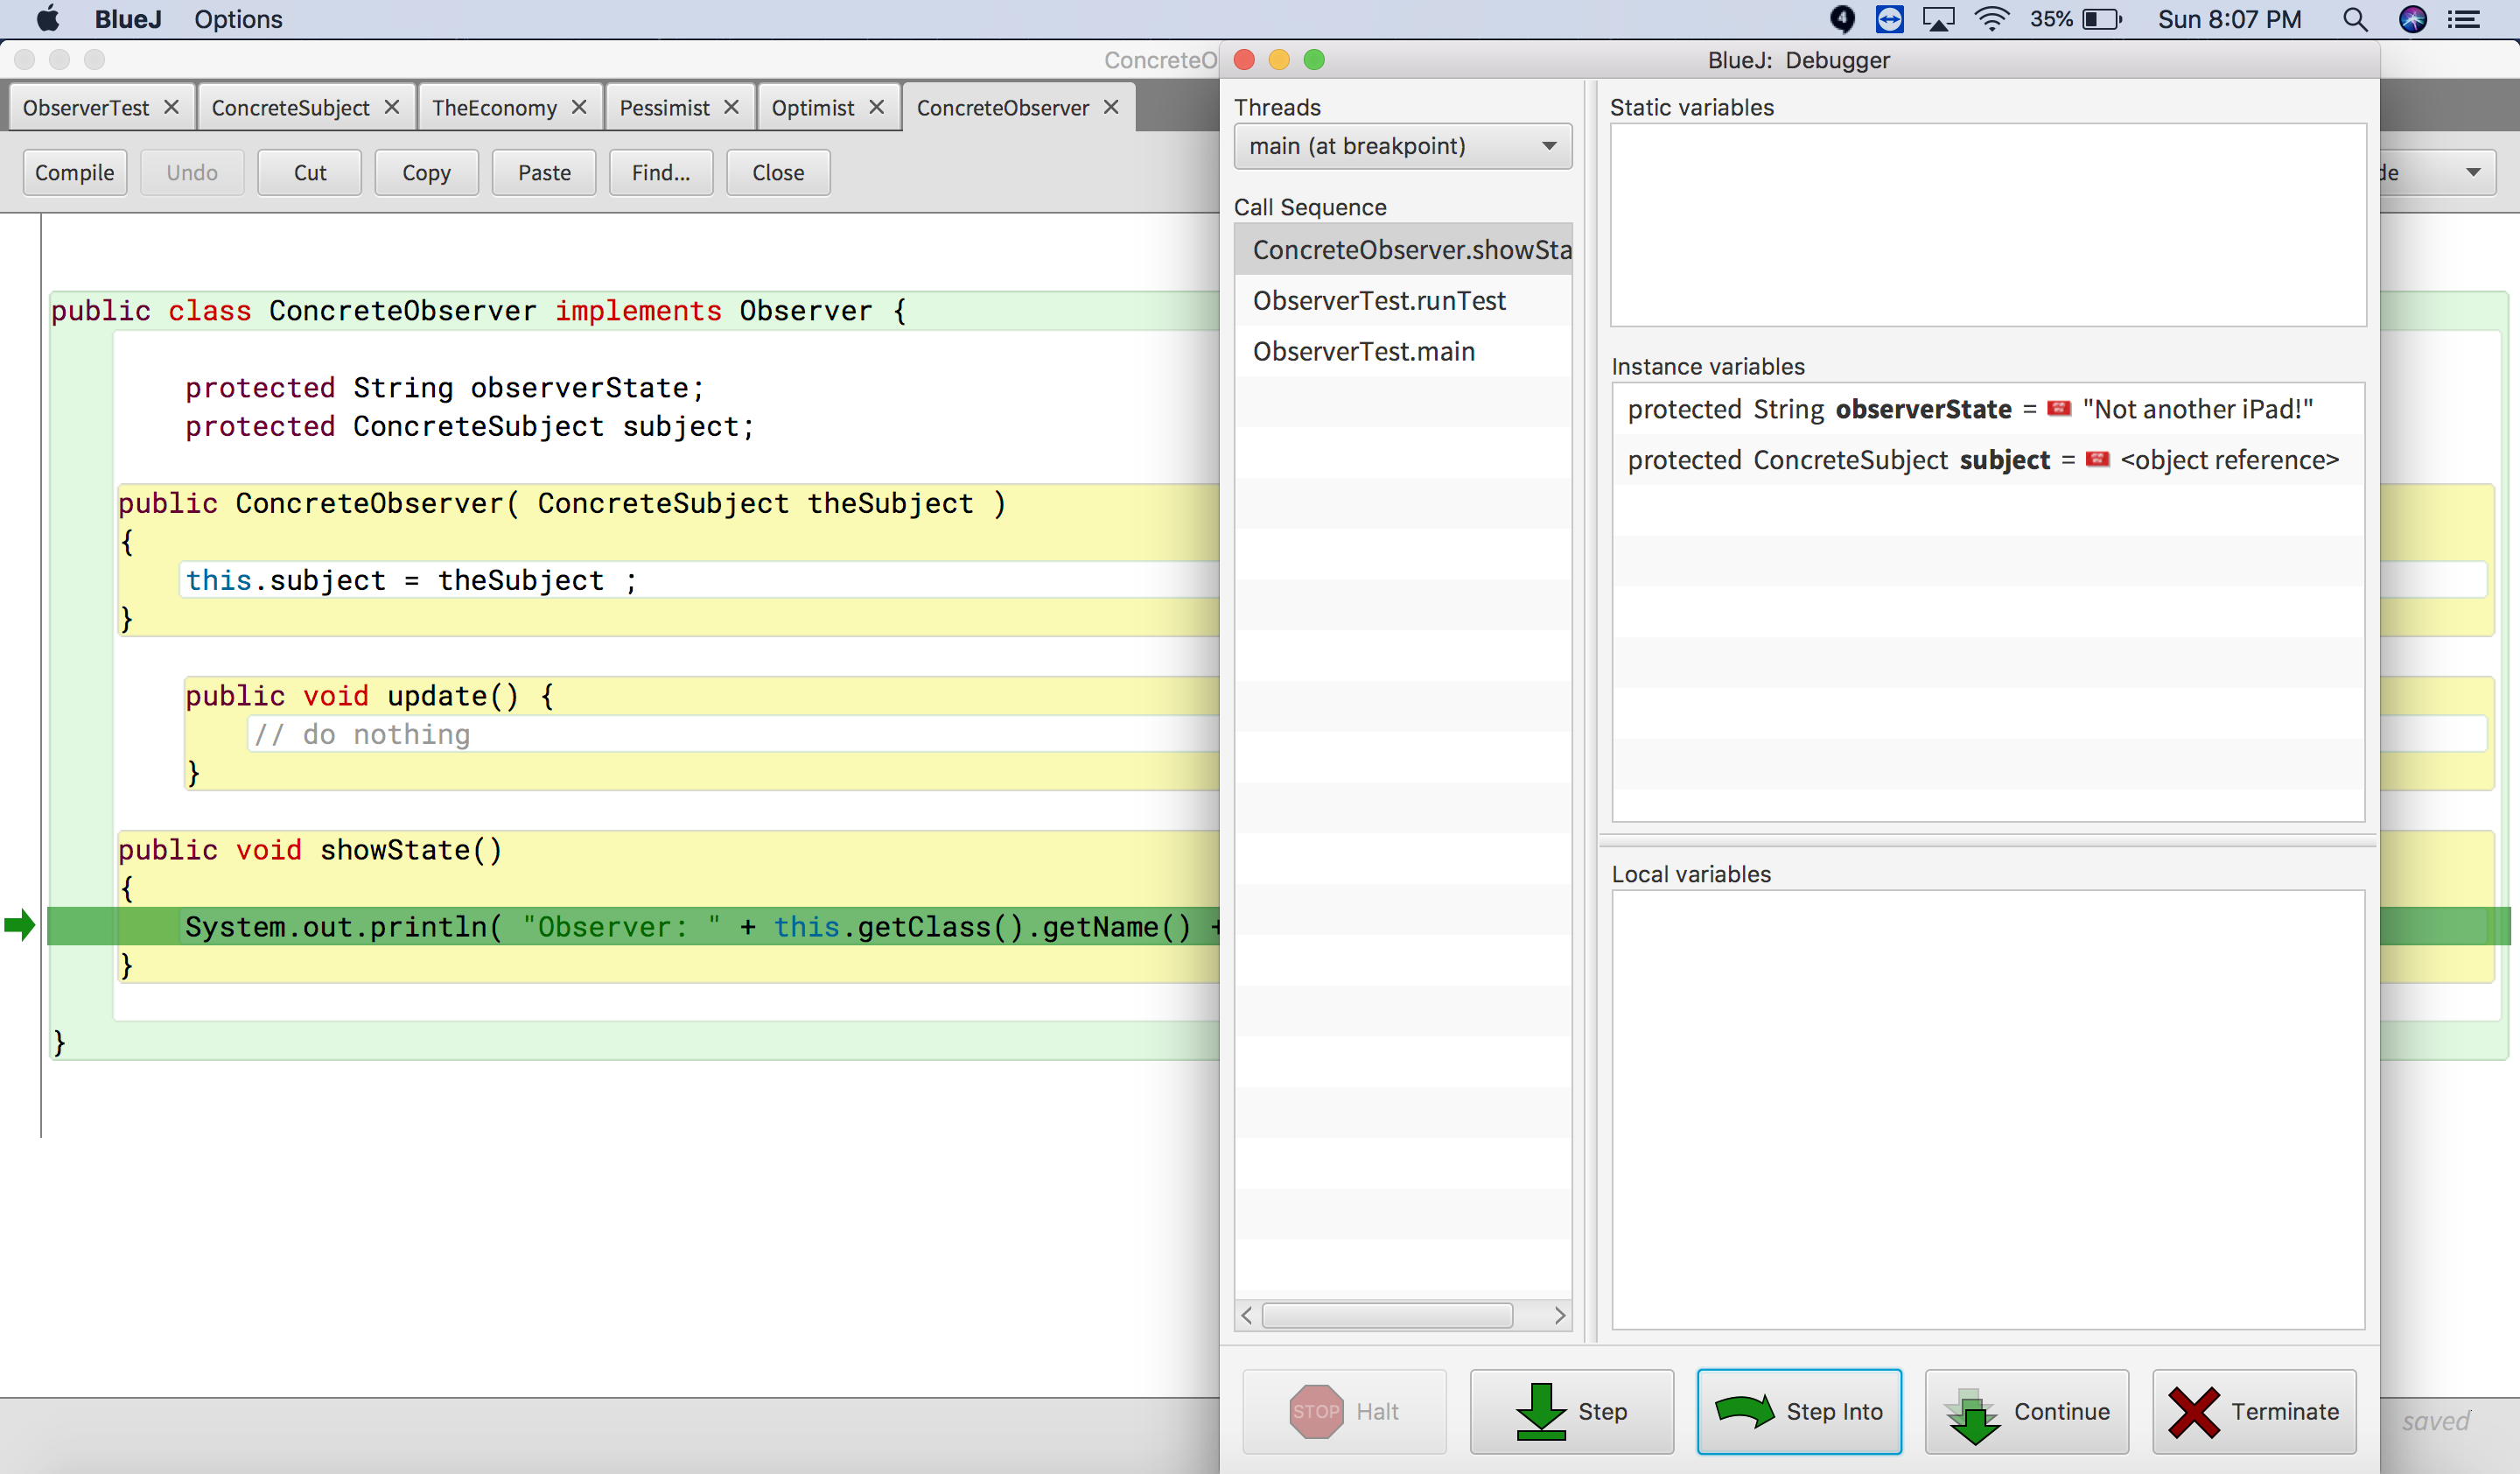 BlueJ Options
4 35% Sun 8:07 PM
ConcreteO
ObserverTest ConcreteSubject TheEconomy Pessimist Optimist ConcreteObserver
Compile Undo Cut Copy Paste Find... Close
public class ConcreteObserver implements Observer {
protected String observerState;
protected ConcreteSubject subject;
public ConcreteObserver( ConcreteSubject theSubject )
{
this.subject = theSubject ;
}
public void update() {
// do nothing
}
public void showState()
{
System.out.println( "Observer: " + this.getClass().getName() +
}
}
BlueJ: Debugger
Threads
main (at breakpoint)
Call Sequence
ConcreteObserver.showSta
ObserverTest.runTest
ObserverTest.main
Static variables
Instance variables
protected String observerState = "Not another iPad!"
protected ConcreteSubject subject = <object reference>
Local variables
STOP Halt Step Step Into Continue Terminate
de
saved